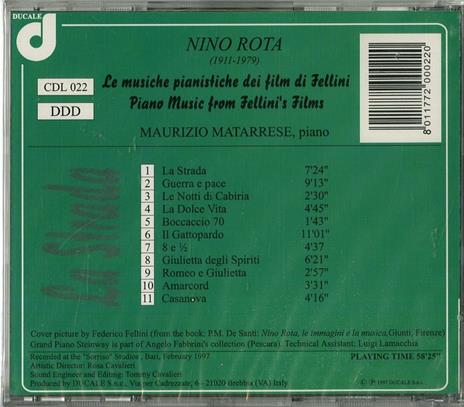 DUCALE
d
CDL 022
DDD
NINO ROTA
(1911-1979)
Le musiche pianistiche dei film di Fellini
Piano Music from Fellini's Films
MAURIZIO MATARRESE, piano
8 011772 000220
La Strada
1 La Strada 7'24"
2 Guerra e pace 9'13"
3 Le Notti di Cabiria 2'30"
4 La Dolce Vita 4'45"
5 Boccaccio 70 1'43"
6 Il Gattopardo 11'01"
7 8 e ½ 4'37
8 Giulietta degli Spiriti 6'21"
9 Romeo e Giulietta 2'57"
10 Amarcord 3'31"
11 Casanova 4'16"
Cover picture by Federico Fellini (from the book: P.M. De Santi: Nino Rota, le immagini e la musica, Giunti, Firenze)
Grand Piano Steinway is part of Angelo Fabbrini's collection (Pescara). Technical Assistant: Luigi Lamacchia
PLAYING TIME 58'25"
Recorded at the "Sorriso" Studios, Bari, February 1997
Artistic Director: Rosa Cavalieri
Sound Engineer and Editing: Tommy Cavalieri
Produced by DUCALE S.n.c., Via per Cadrezzate, 6 - 21020 Brebbia (VA) Italy
℗ © 1997 DUCALE S.n.c.